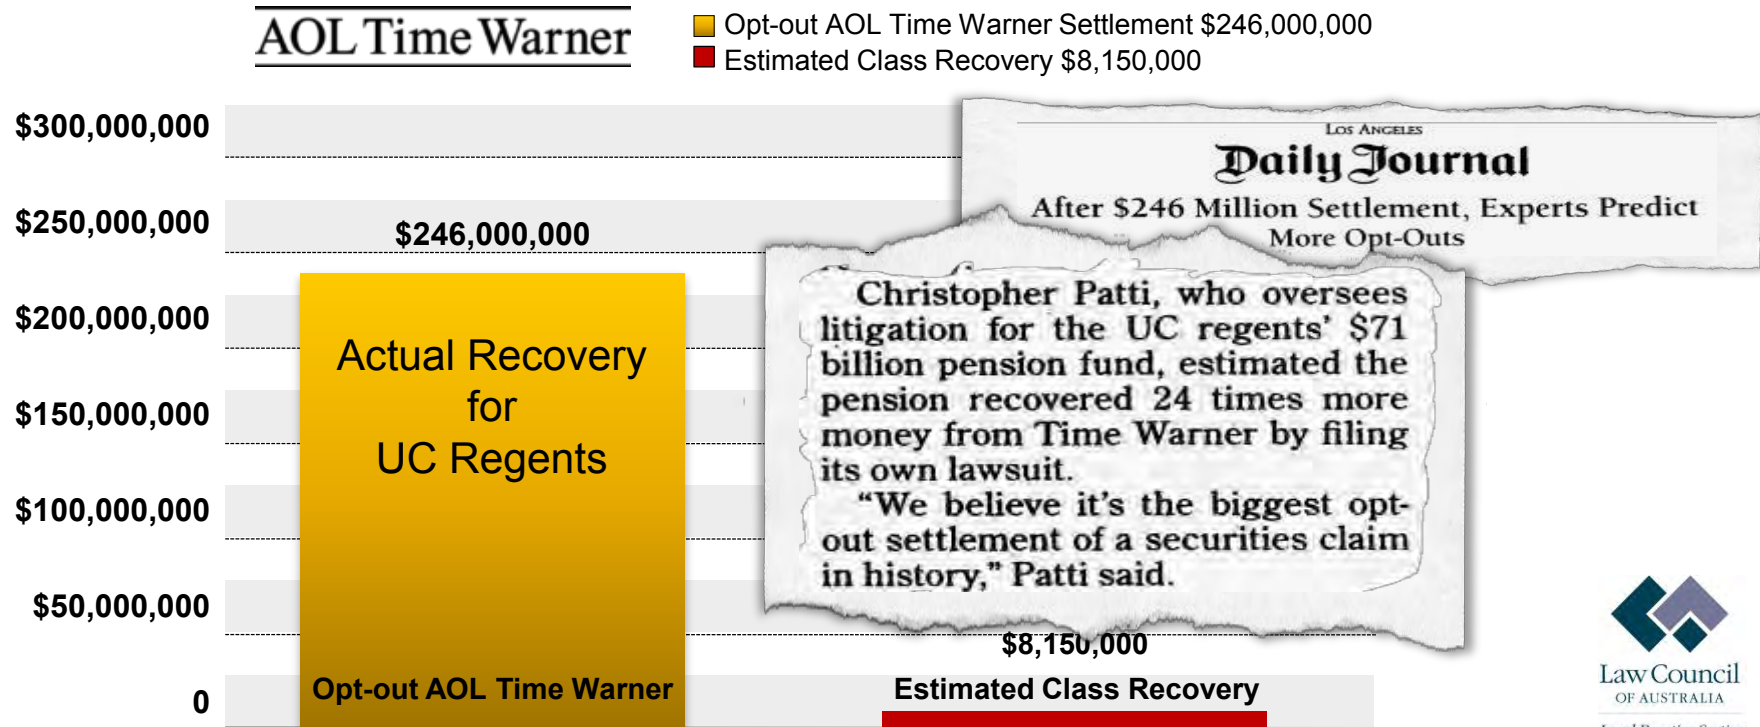 AOL Time Warner
Opt-out AOL Time Warner Settlement $246,000,000
Estimated Class Recovery $8,150,000
$300,000,000
$250,000,000
$200,000,000
$150,000,000
$100,000,000
$50,000,000
0
$246,000,000
Actual Recovery
for
UC Regents
Opt-out AOL Time Warner
LOS ANGELES
Daily Journal
After $246 Million Settlement, Experts Predict
More Opt-Outs
Christopher Patti, who oversees
litigation for the UC regents’ $71
billion pension fund, estimated the
pension recovered 24 times more
money from Time Warner by filing
its own lawsuit.
“We believe it’s the biggest opt-
out settlement of a securities claim
in history,” Patti said.
$8,150,000
Estimated Class Recovery
Law Council
OF AUSTRALIA